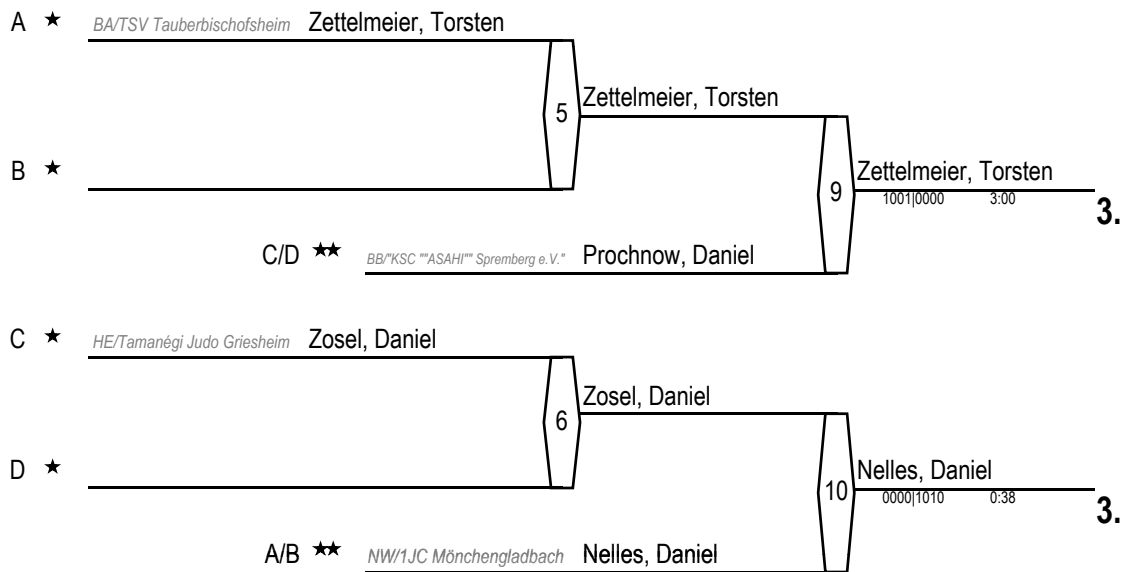 A ★ BA/TSV Tauberbischofsheim Zettelmeier, Torsten
5 Zettelmeier, Torsten
B ★
9 Zettelmeier, Torsten
1001|0000 3:00
3.
C/D ★★ BB/"KSC ""ASAHI"" Spremberg e.V." Prochnow, Daniel
C ★ HE/Tamanégi Judo Griesheim Zosel, Daniel
6 Zosel, Daniel
D ★
10 Nelles, Daniel
0000|1010 0:38
3.
A/B ★★ NW/1JC Mönchengladbach Nelles, Daniel